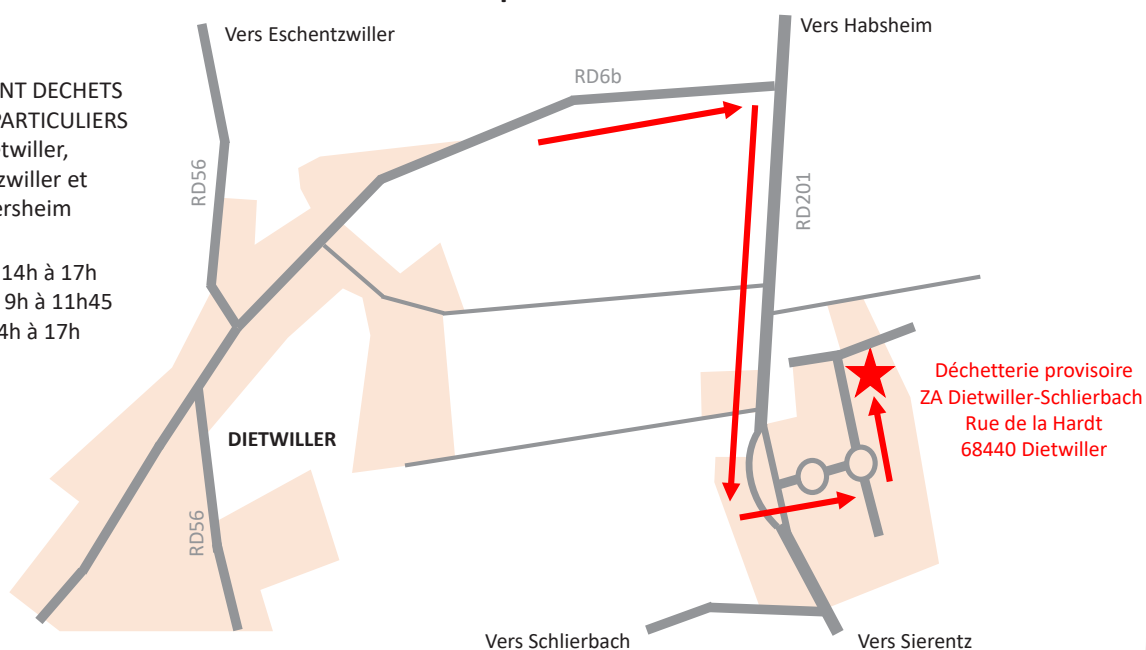 Vers Eschentzwiller
Vers Habsheim
RD6b
NT DECHETS
PARTICULIERS
twiller,
zwiller et
ersheim
RD56
RD201
14h à 17h
9h à 11h45
4h à 17h
Déchetterie provisoire
ZA Dietwiller-Schlierbach
Rue de la Hardt
68440 Dietwiller
DIETWILLER
RD56
Vers Schlierbach
Vers Sierentz